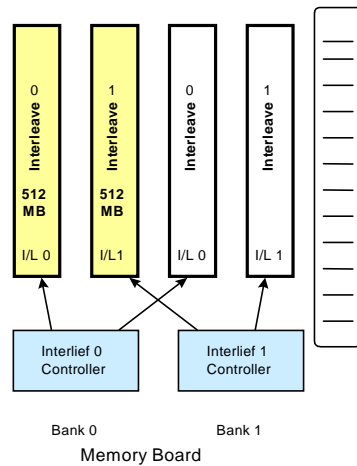 0
Interleave
512
MB
I/L 0
1
Interleave
512
MB
I/L1
0
Interleave
I/L 0
1
Interleave
I/L 1
Interlief 0
Controller
Interlief 1
Controller
Bank 0
Bank 1
Memory Board